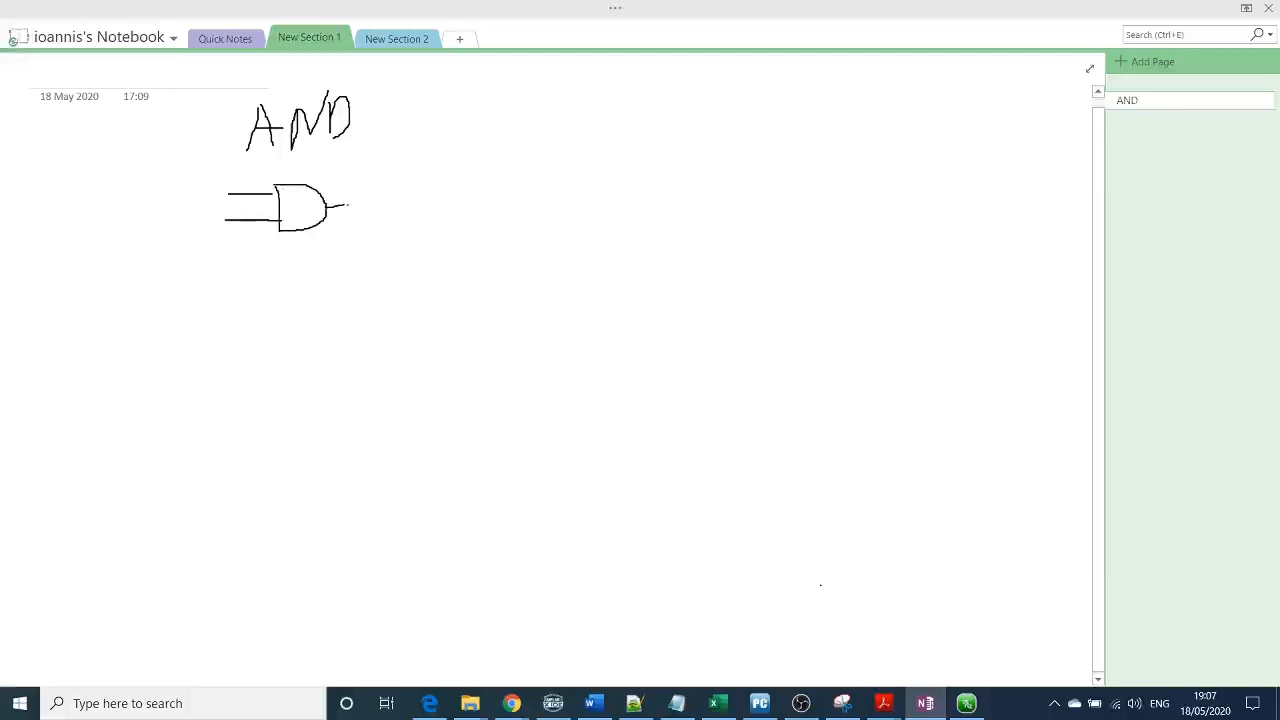 ioannis's Notebook
Quick Notes
New Section 1
New Section 2
+
Search (Ctrl+E)
Add Page
18 May 2020 17:09
AND
AND
Type here to search
ENG
19:07
18/05/2020